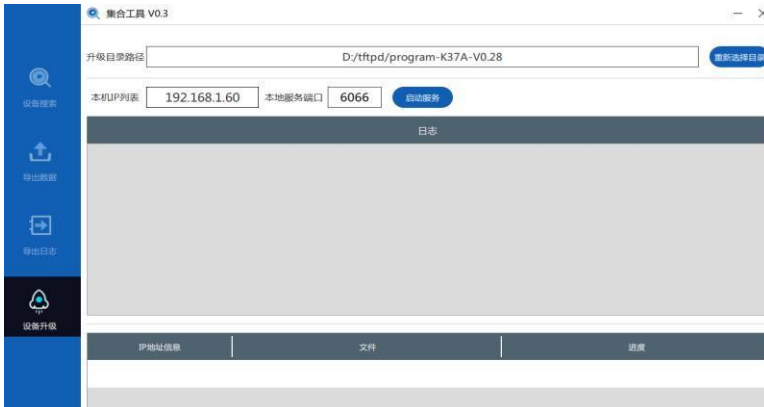 集合工具 V0.3
升级目录路径 D:/tftpd/program-K37A-V0.28 重新选择目录
本机IP列表 192.168.1.60 本地服务端口 6066 启动服务
日志
设备搜索
导出数据
导出日志
设备升级
IP地址信息 文件 进度